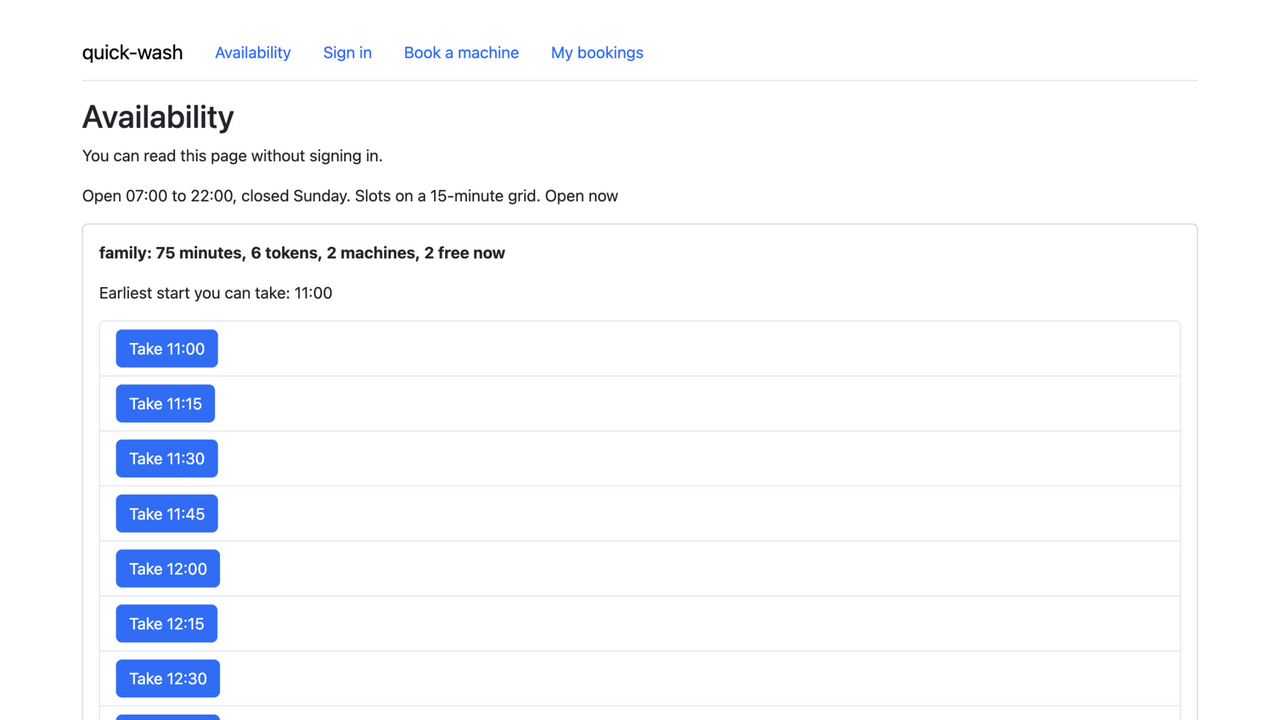 quick-wash Availability Sign in Book a machine My bookings
Availability
You can read this page without signing in.
Open 07:00 to 22:00, closed Sunday. Slots on a 15-minute grid. Open now
family: 75 minutes, 6 tokens, 2 machines, 2 free now
Earliest start you can take: 11:00
Take 11:00
Take 11:15
Take 11:30
Take 11:45
Take 12:00
Take 12:15
Take 12:30